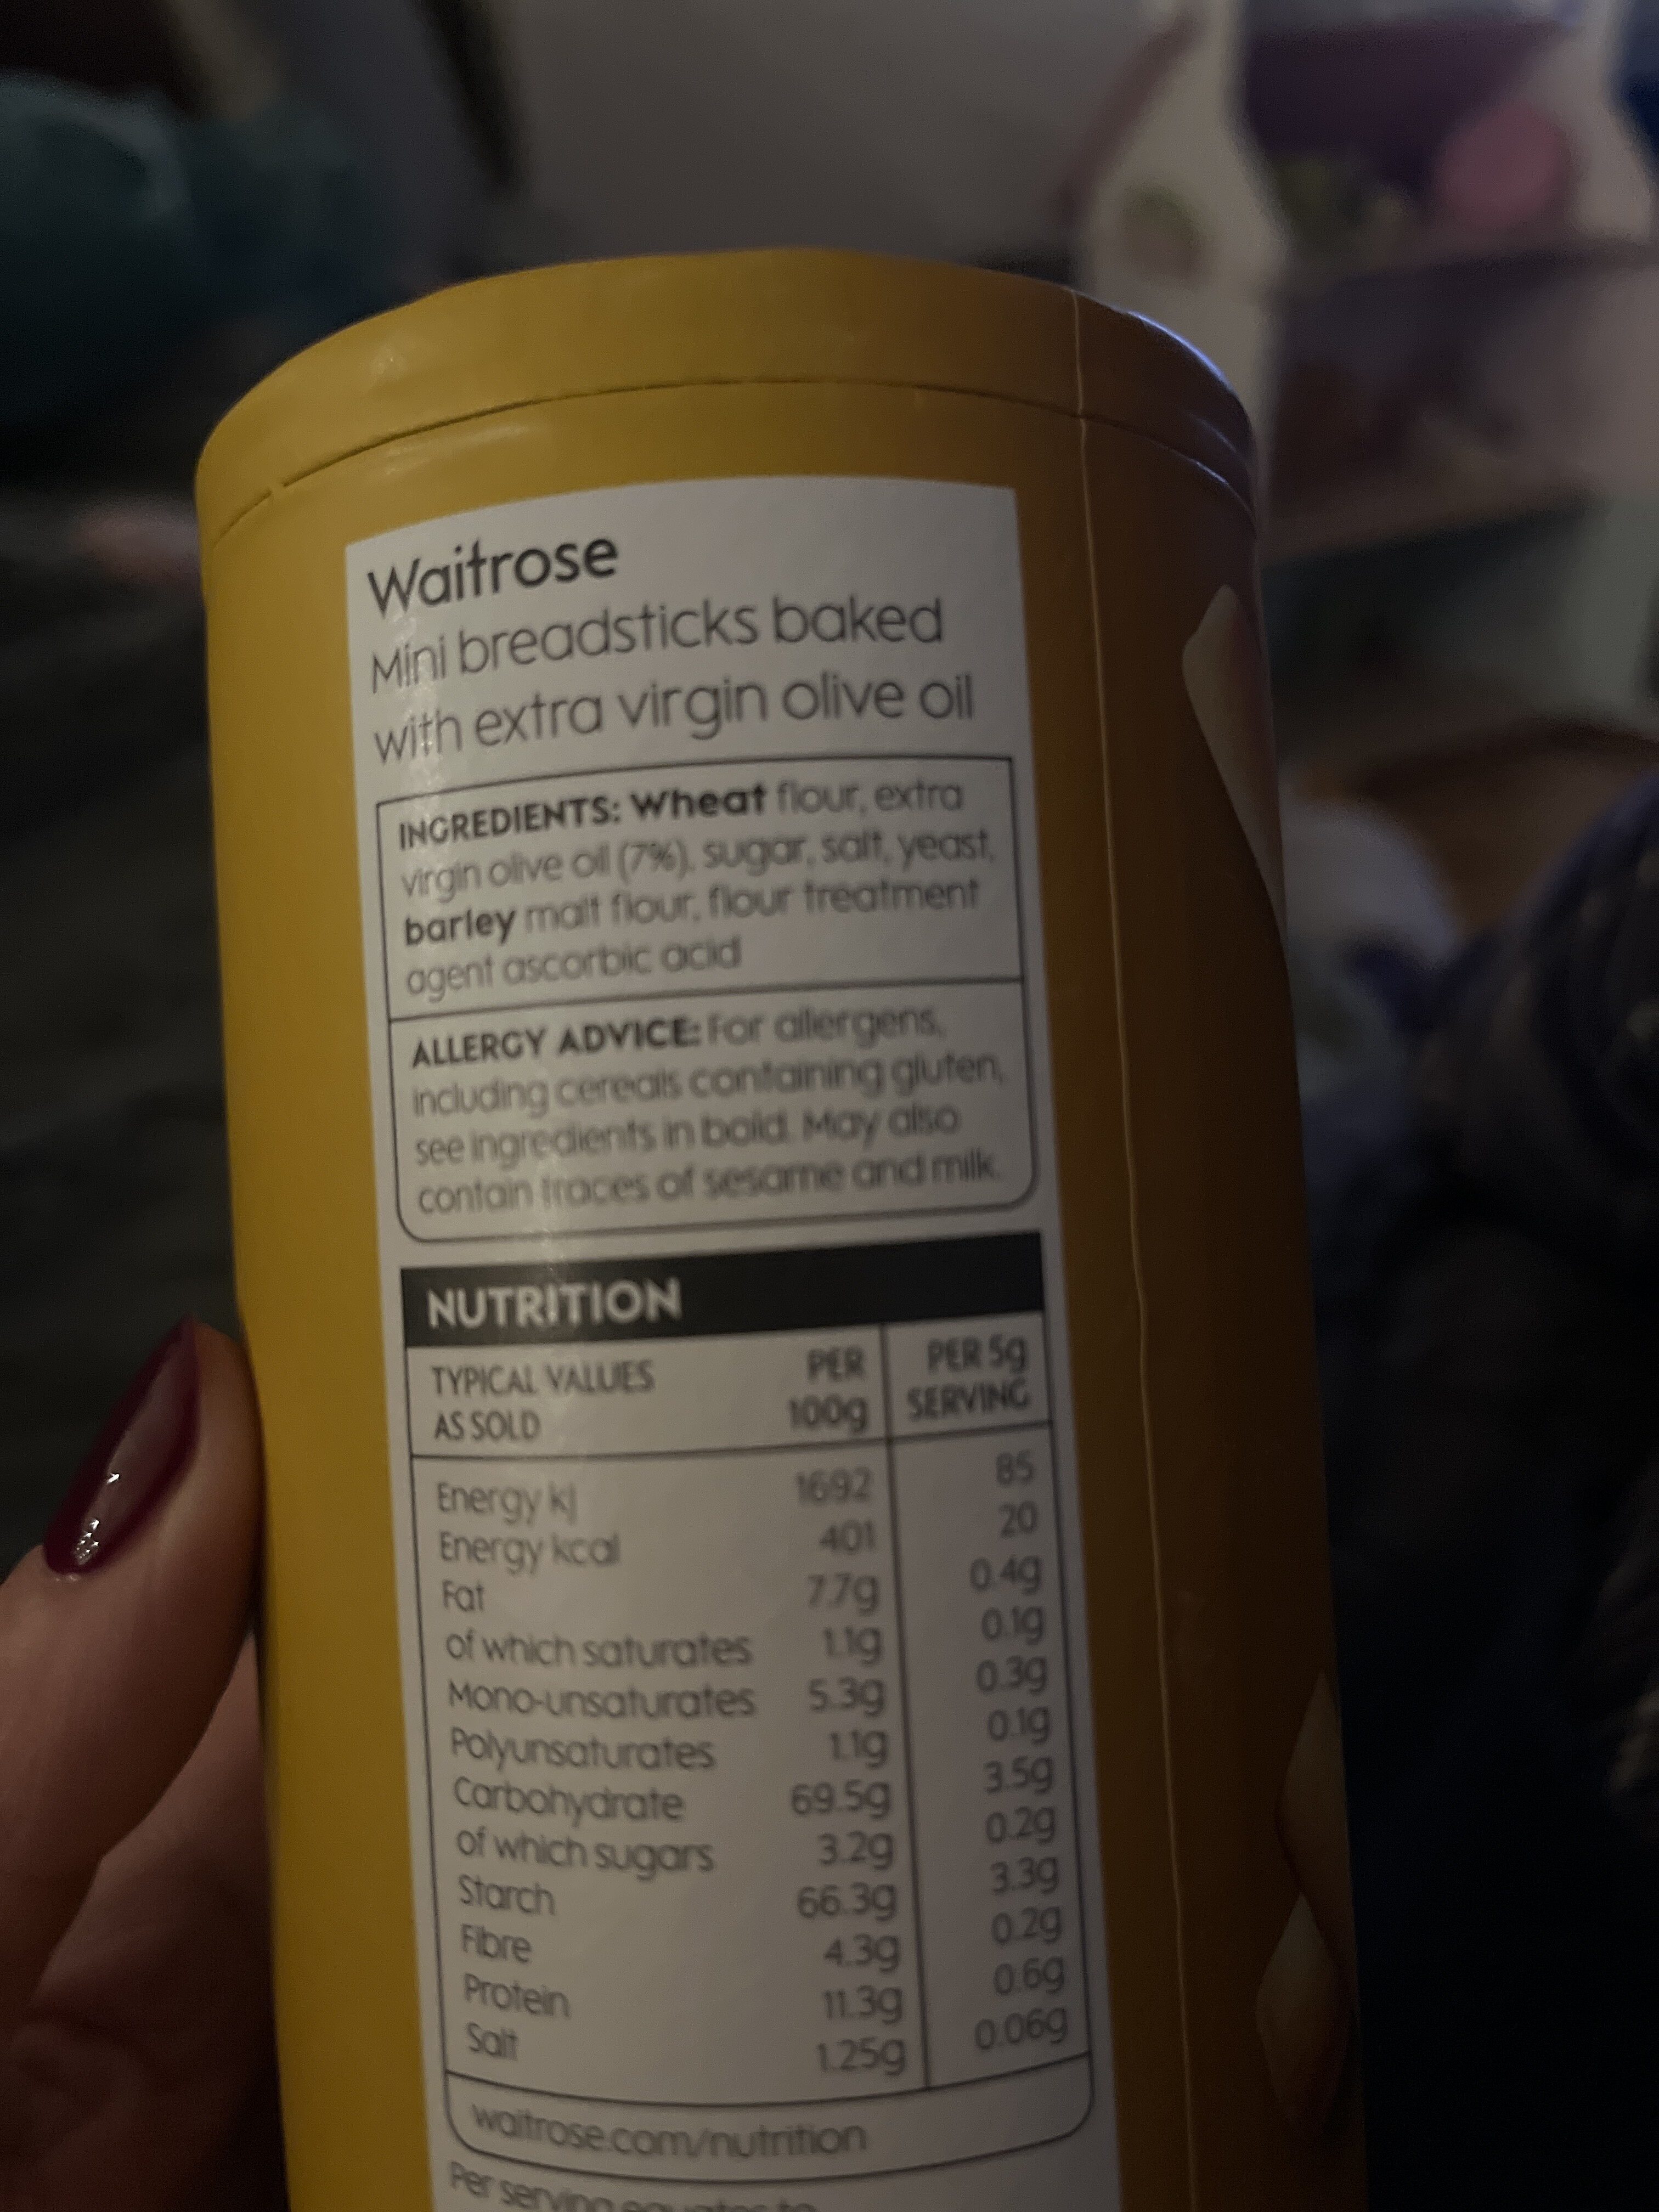 Waitrose
Mini breadsticks baked
with extra virgin olive oil
INGREDIENTS: Wheat flour, extra
virgin olive oil (7%), sugar, salt, yeast,
barley malt flour, flour treatment
agent ascorbic acid
ALLERGY ADVICE: For allergens,
including cereals containing gluten,
see ingredients in bold. May also
contain traces of sesame and milk.
NUTRITION
TYPICAL VALUES AS SOLD PER 100g PER 5g SERVING
Energy kJ 1692 85
Energy kcal 401 20
Fat 7.7g 0.4g
of which saturates 1.1g 0.1g
Mono-unsaturates 5.3g 0.3g
Polyunsaturates 1.1g 0.1g
Carbohydrate 69.5g 3.5g
of which sugars 3.2g 0.2g
Starch 66.3g 3.3g
Fibre 4.3g 0.2g
Protein 11.3g 0.6g
Salt 1.25g 0.06g
waitrose.com/nutrition
Per serving equates to